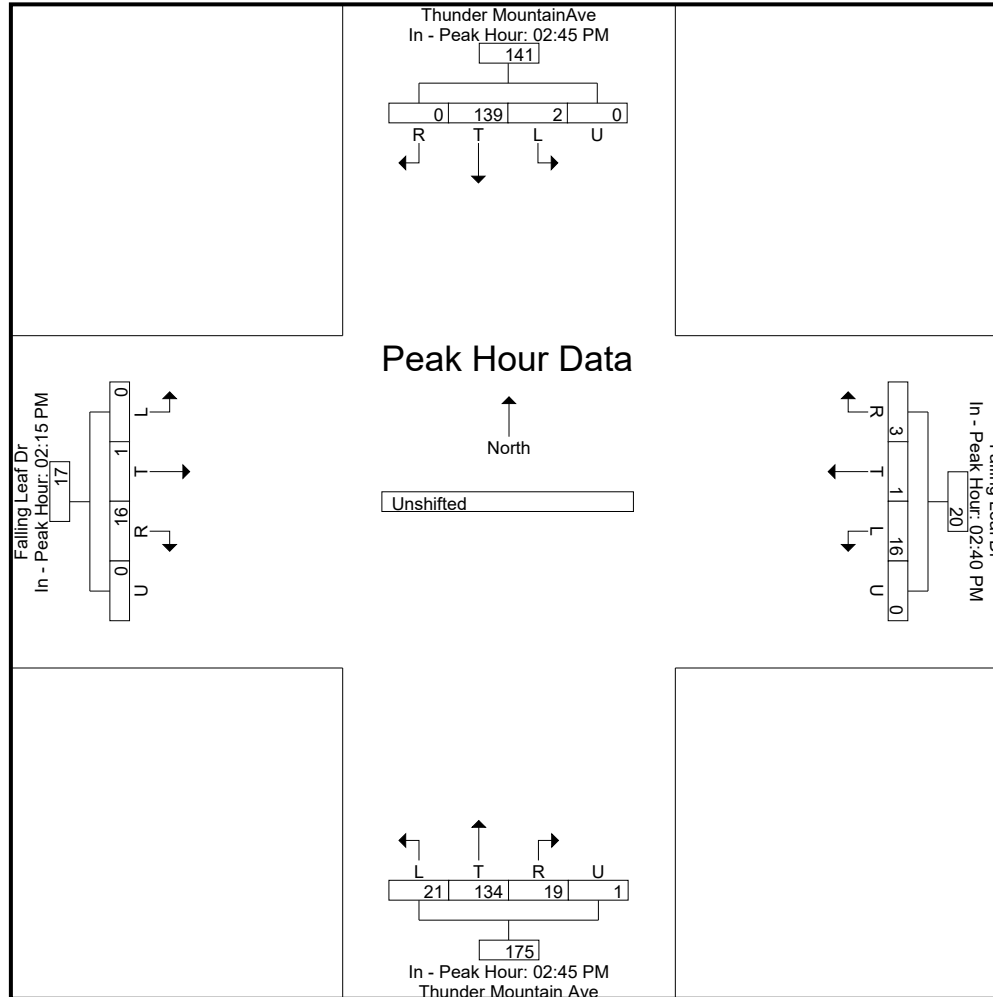 Thunder MountainAve
In - Peak Hour: 02:45 PM
141
0 139 2 0
R T L U
Peak Hour Data
North
Unshifted
Falling Leaf Dr
In - Peak Hour: 02:15 PM
17
0 1 16 0
L T R U
In - Peak Hour: 02:40 PM
20
3 1 16 0
R T L U
L T R U
21 134 19 1
175
In - Peak Hour: 02:45 PM
Thunder Mountain Ave